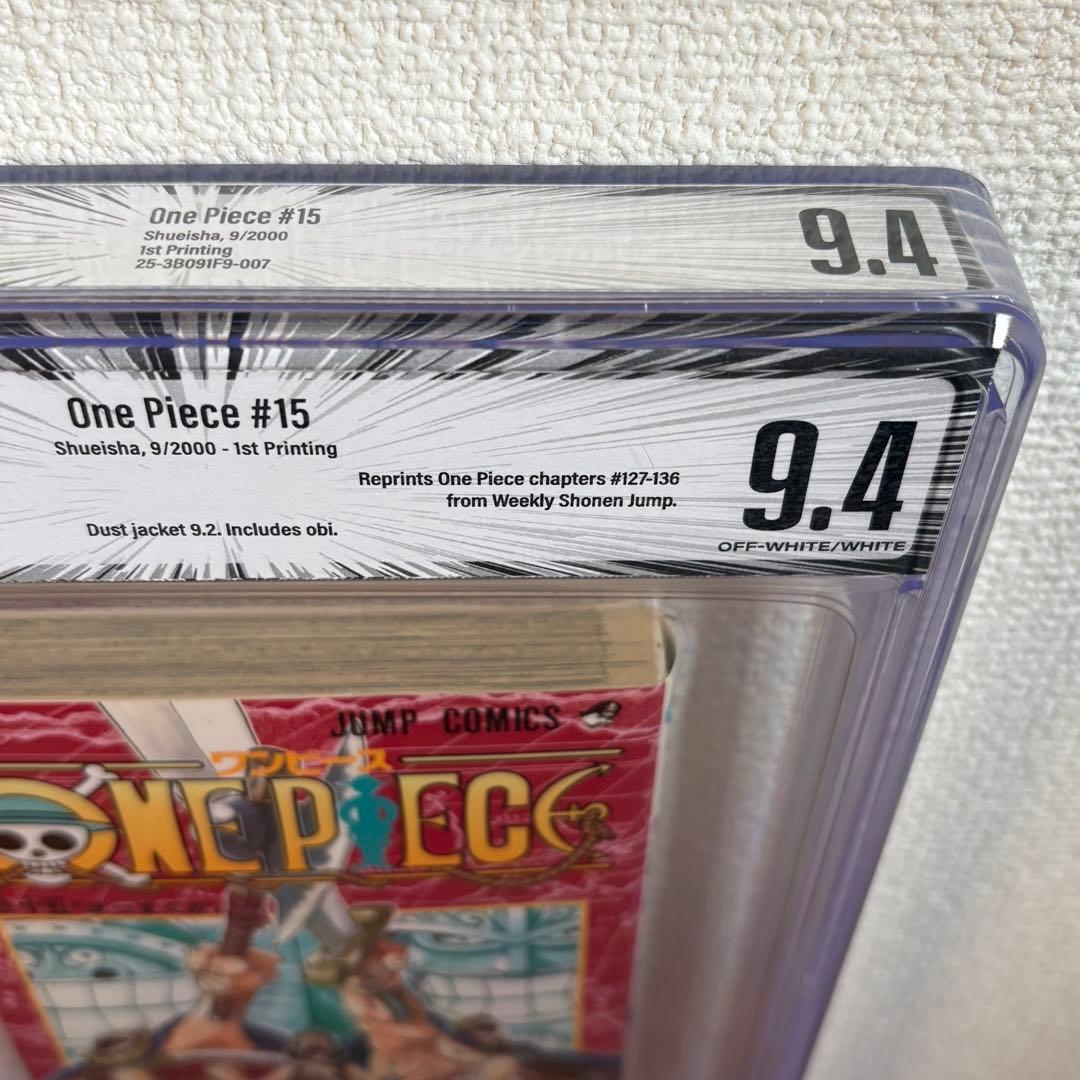 One Piece #15
Shueisha, 9/2000
1st Printing
25-3B091F9-007
9.4
One Piece #15
Shueisha, 9/2000 - 1st Printing
Reprints One Piece chapters #127-136
from Weekly Shonen Jump.
Dust jacket 9.2. Includes obi.
9.4
OFF-WHITE/WHITE
JUMP COMICS
ワンピース
ONE PIECE